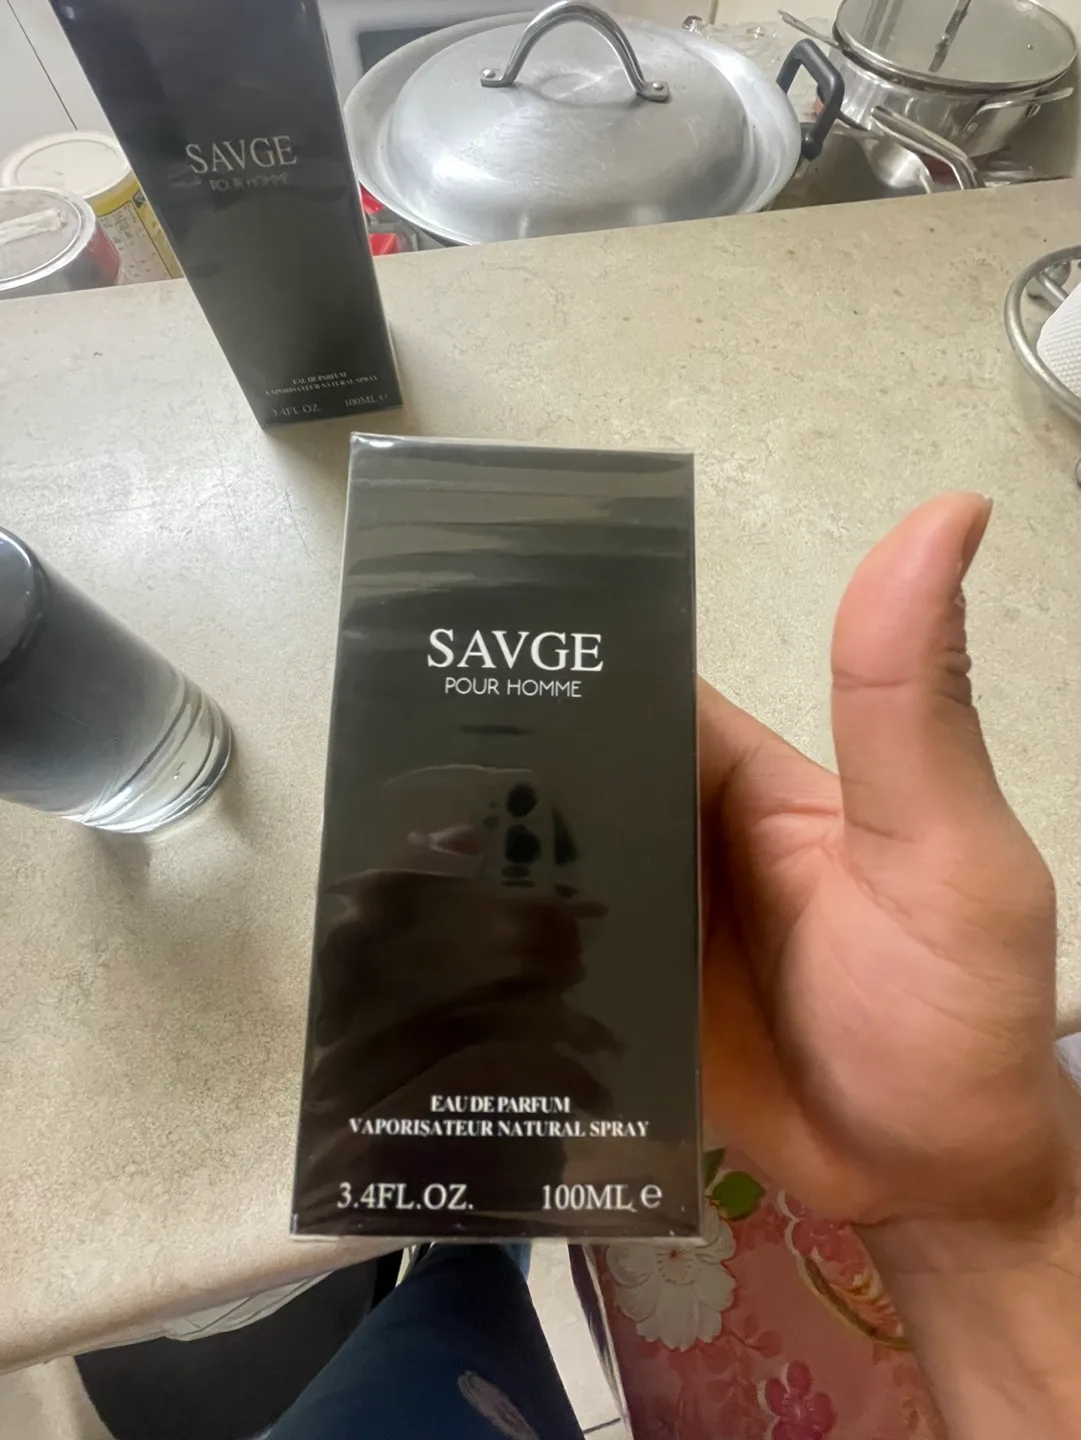 SAVGE
POUR HOMME
EAU DE PARFUM
VAPORISATEUR NATURAL SPRAY
3.4FL.OZ. 100ML ℮
SAVGE
POUR HOMME
EAU DE PARFUM
VAPORISATEUR NATURAL SPRAY
3.4FL.OZ. 100ML ℮